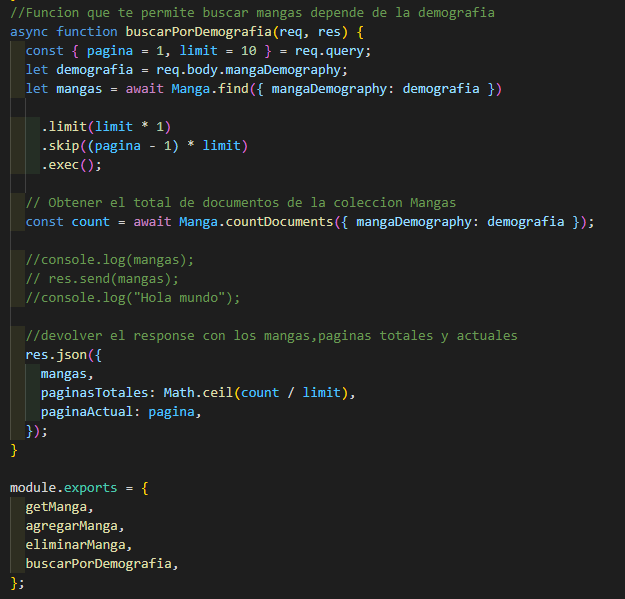 //Funcion que te permite buscar mangas depende de la demografia
async function buscarPorDemografia(req, res) {
  const { pagina = 1, limit = 10 } = req.query;
  let demografia = req.body.mangaDemography;
  let mangas = await Manga.find({ mangaDemography: demografia })

    .limit(limit * 1)
    .skip((pagina - 1) * limit)
    .exec();

  // Obtener el total de documentos de la coleccion Mangas
  const count = await Manga.countDocuments({ mangaDemography: demografia });

  //console.log(mangas);
  // res.send(mangas);
  //console.log("Hola mundo");

  //devolver el response con los mangas,paginas totales y actuales
  res.json({
    mangas,
    paginasTotales: Math.ceil(count / limit),
    paginaActual: pagina,
  });
}

module.exports = {
  getManga,
  agregarManga,
  eliminarManga,
  buscarPorDemografia,
};